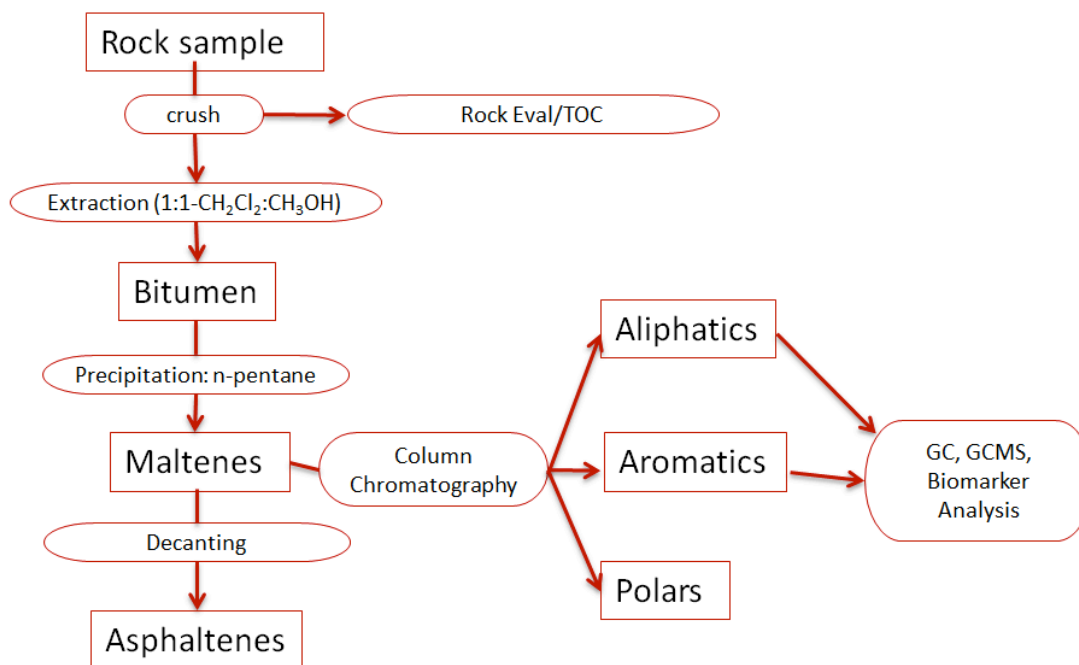 Rock sample
crush
Rock Eval/TOC
Extraction (1:1-CH₂Cl₂:CH₃OH)
Bitumen
Precipitation: n-pentane
Maltenes
Decanting
Asphaltenes
Column
Chromatography
Aliphatics
Aromatics
Polars
GC, GCMS,
Biomarker
Analysis